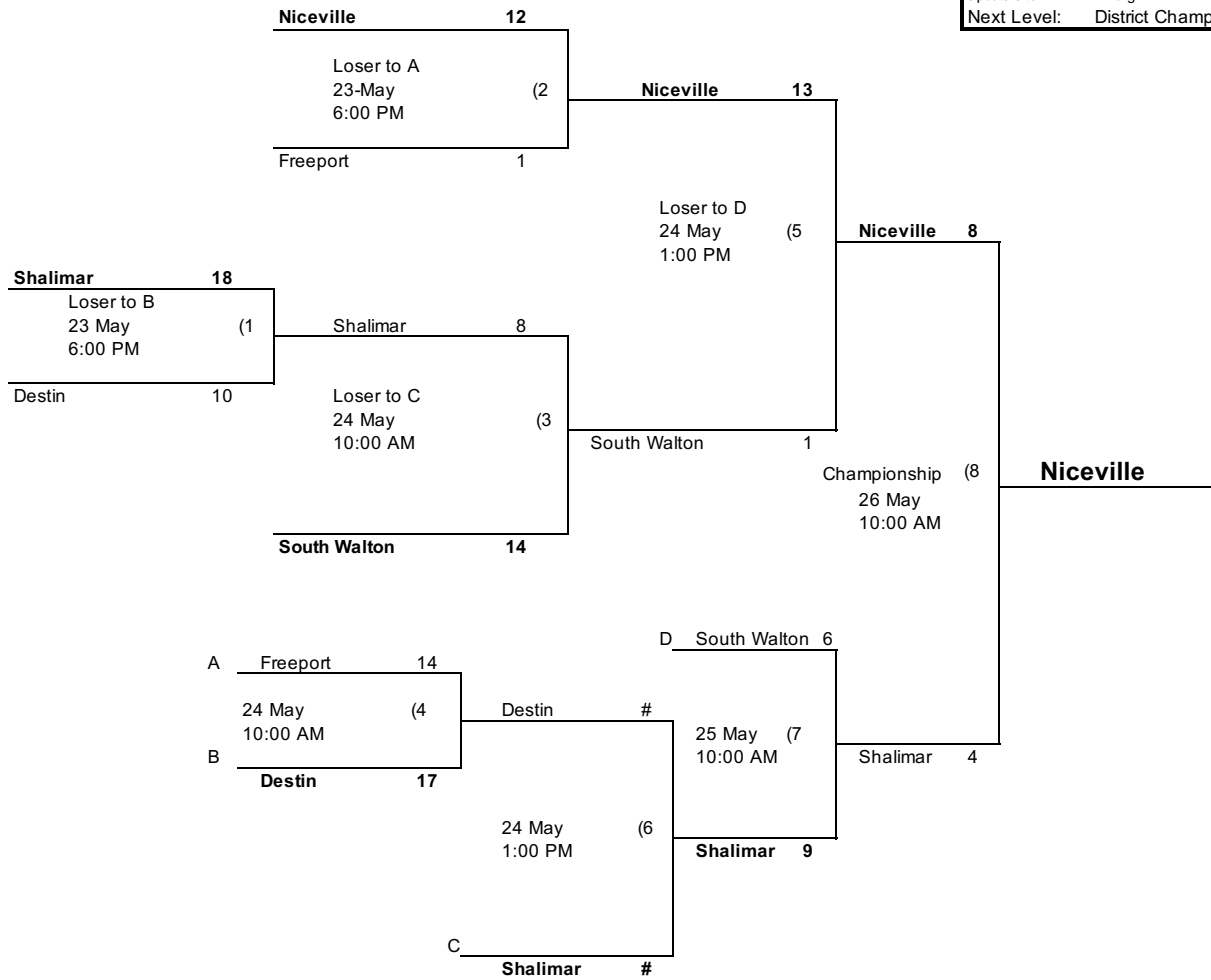 Next Level: District Champ
Niceville 12
Loser to A
23-May (2
6:00 PM
Freeport 1
Niceville 13
Loser to D
24 May (5
1:00 PM
Niceville 8
Shalimar 18
Loser to B
23 May (1
6:00 PM
Destin 10
Shalimar 8
Loser to C
24 May (3
10:00 AM
South Walton 14
South Walton 1
Championship (8
26 May
10:00 AM
Niceville
A Freeport 14
24 May (4
10:00 AM
B
Destin 17
Destin #
24 May (6
1:00 PM
C
Shalimar #
D South Walton 6
25 May (7
10:00 AM
Shalimar 9
Shalimar 4